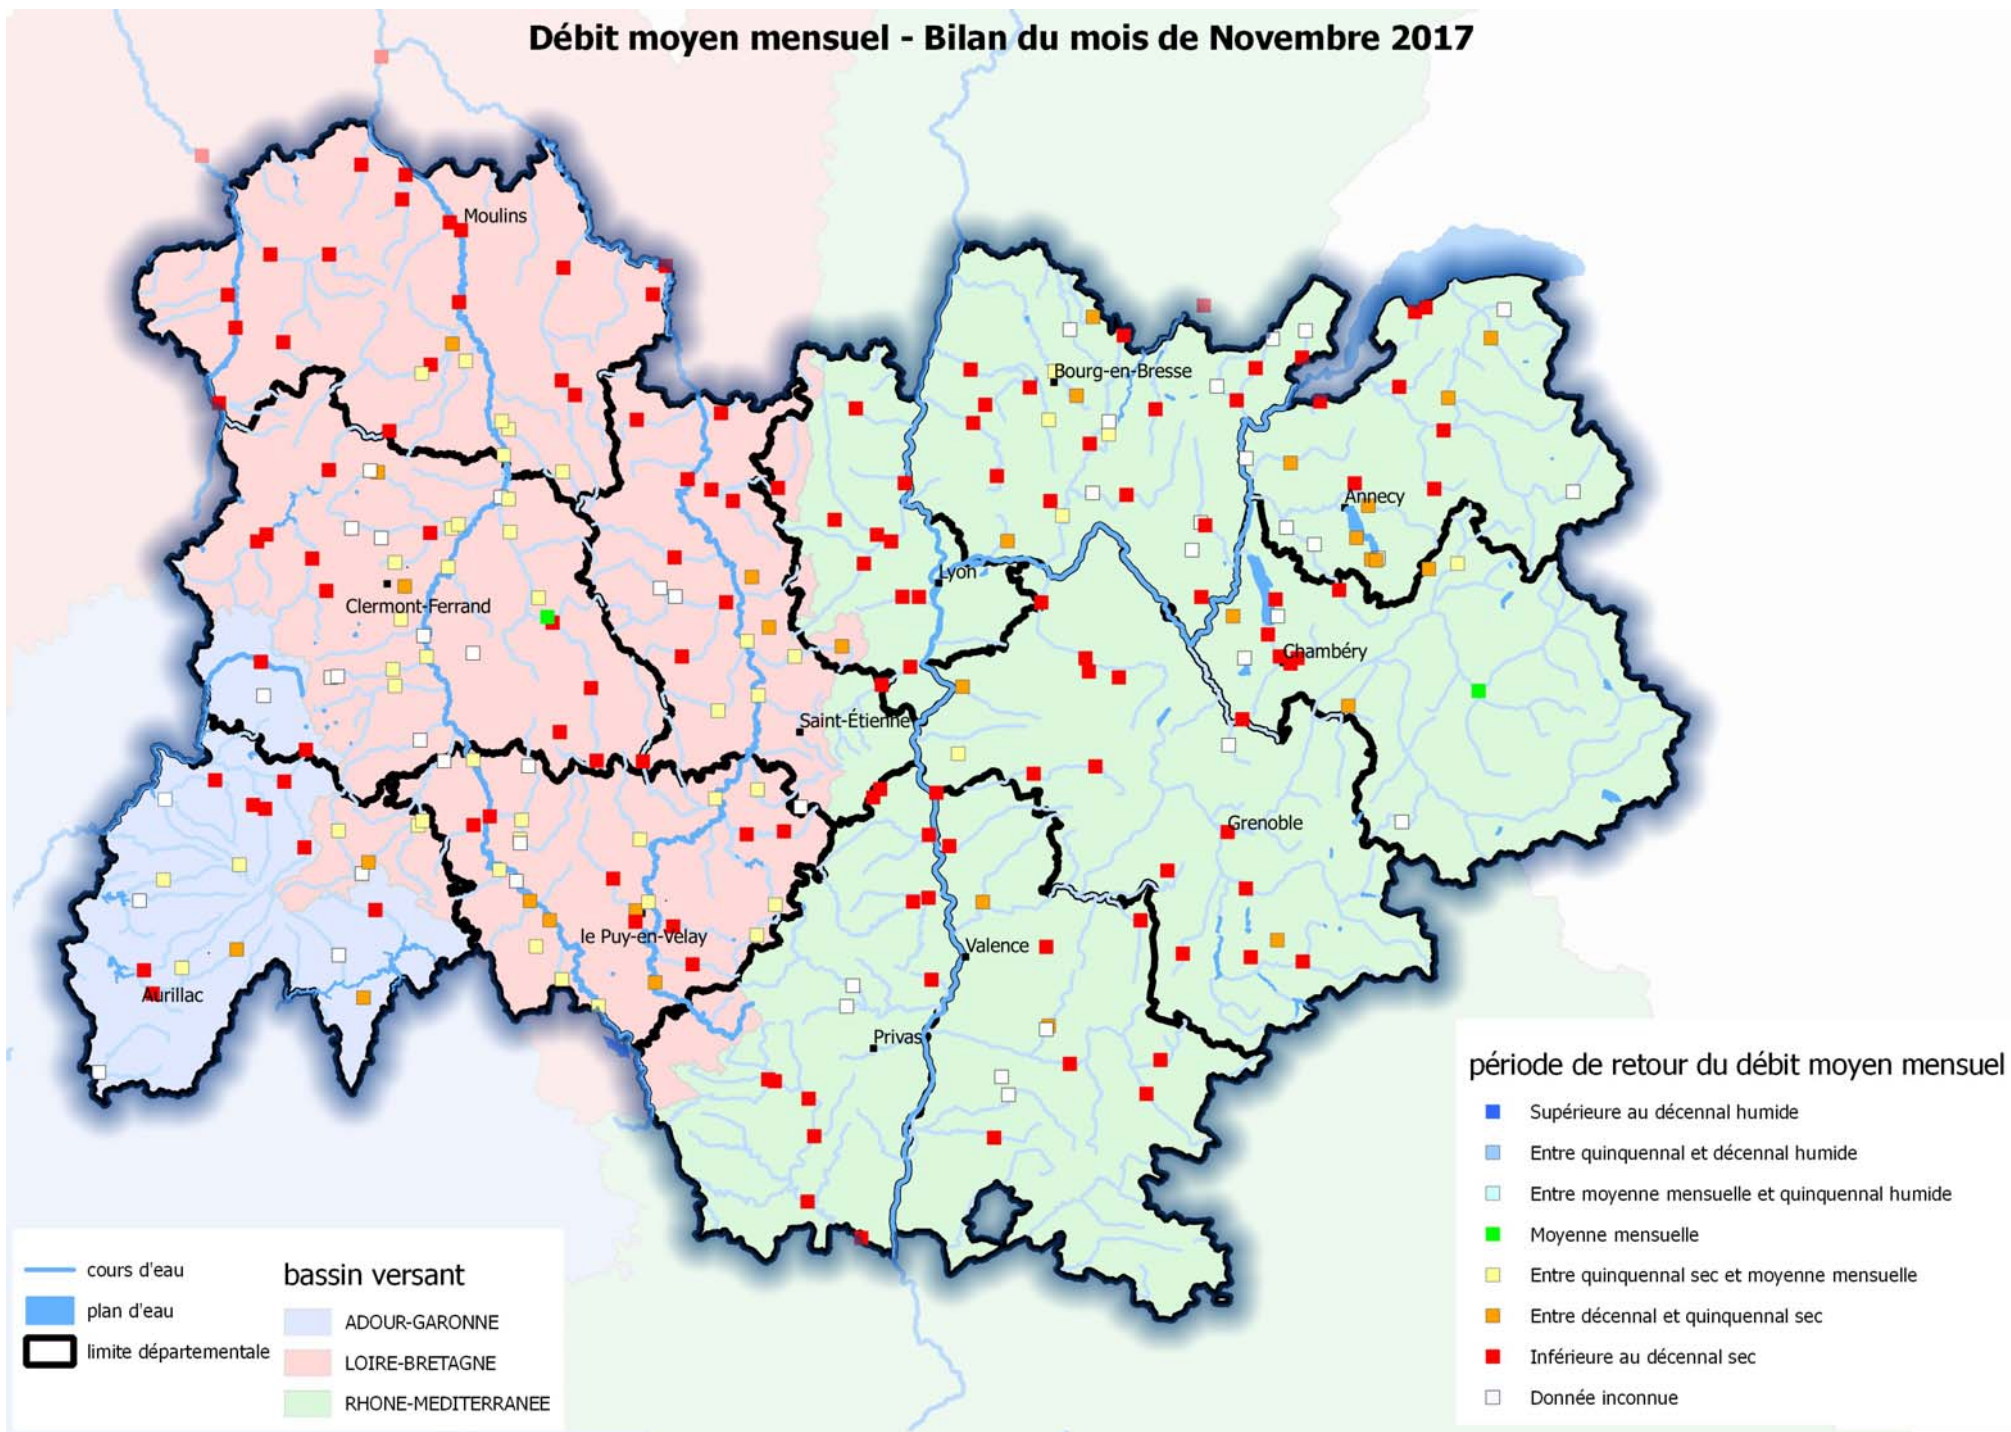 Débit moyen mensuel - Bilan du mois de Novembre 2017
Moulins
Bourg-en-Bresse
Annecy
Lyon
Clermont-Ferrand
Chambéry
Saint-Étienne
Grenoble
le Puy-en-Velay
Valence
Aurillac
Privas
cours d'eau
plan d'eau
limite départementale
bassin versant
ADOUR-GARONNE
LOIRE-BRETAGNE
RHONE-MEDITERRANEE
période de retour du débit moyen mensuel
Supérieure au décennal humide
Entre quinquennal et décennal humide
Entre moyenne mensuelle et quinquennal humide
Moyenne mensuelle
Entre quinquennal sec et moyenne mensuelle
Entre décennal et quinquennal sec
Inférieure au décennal sec
Donnée inconnue